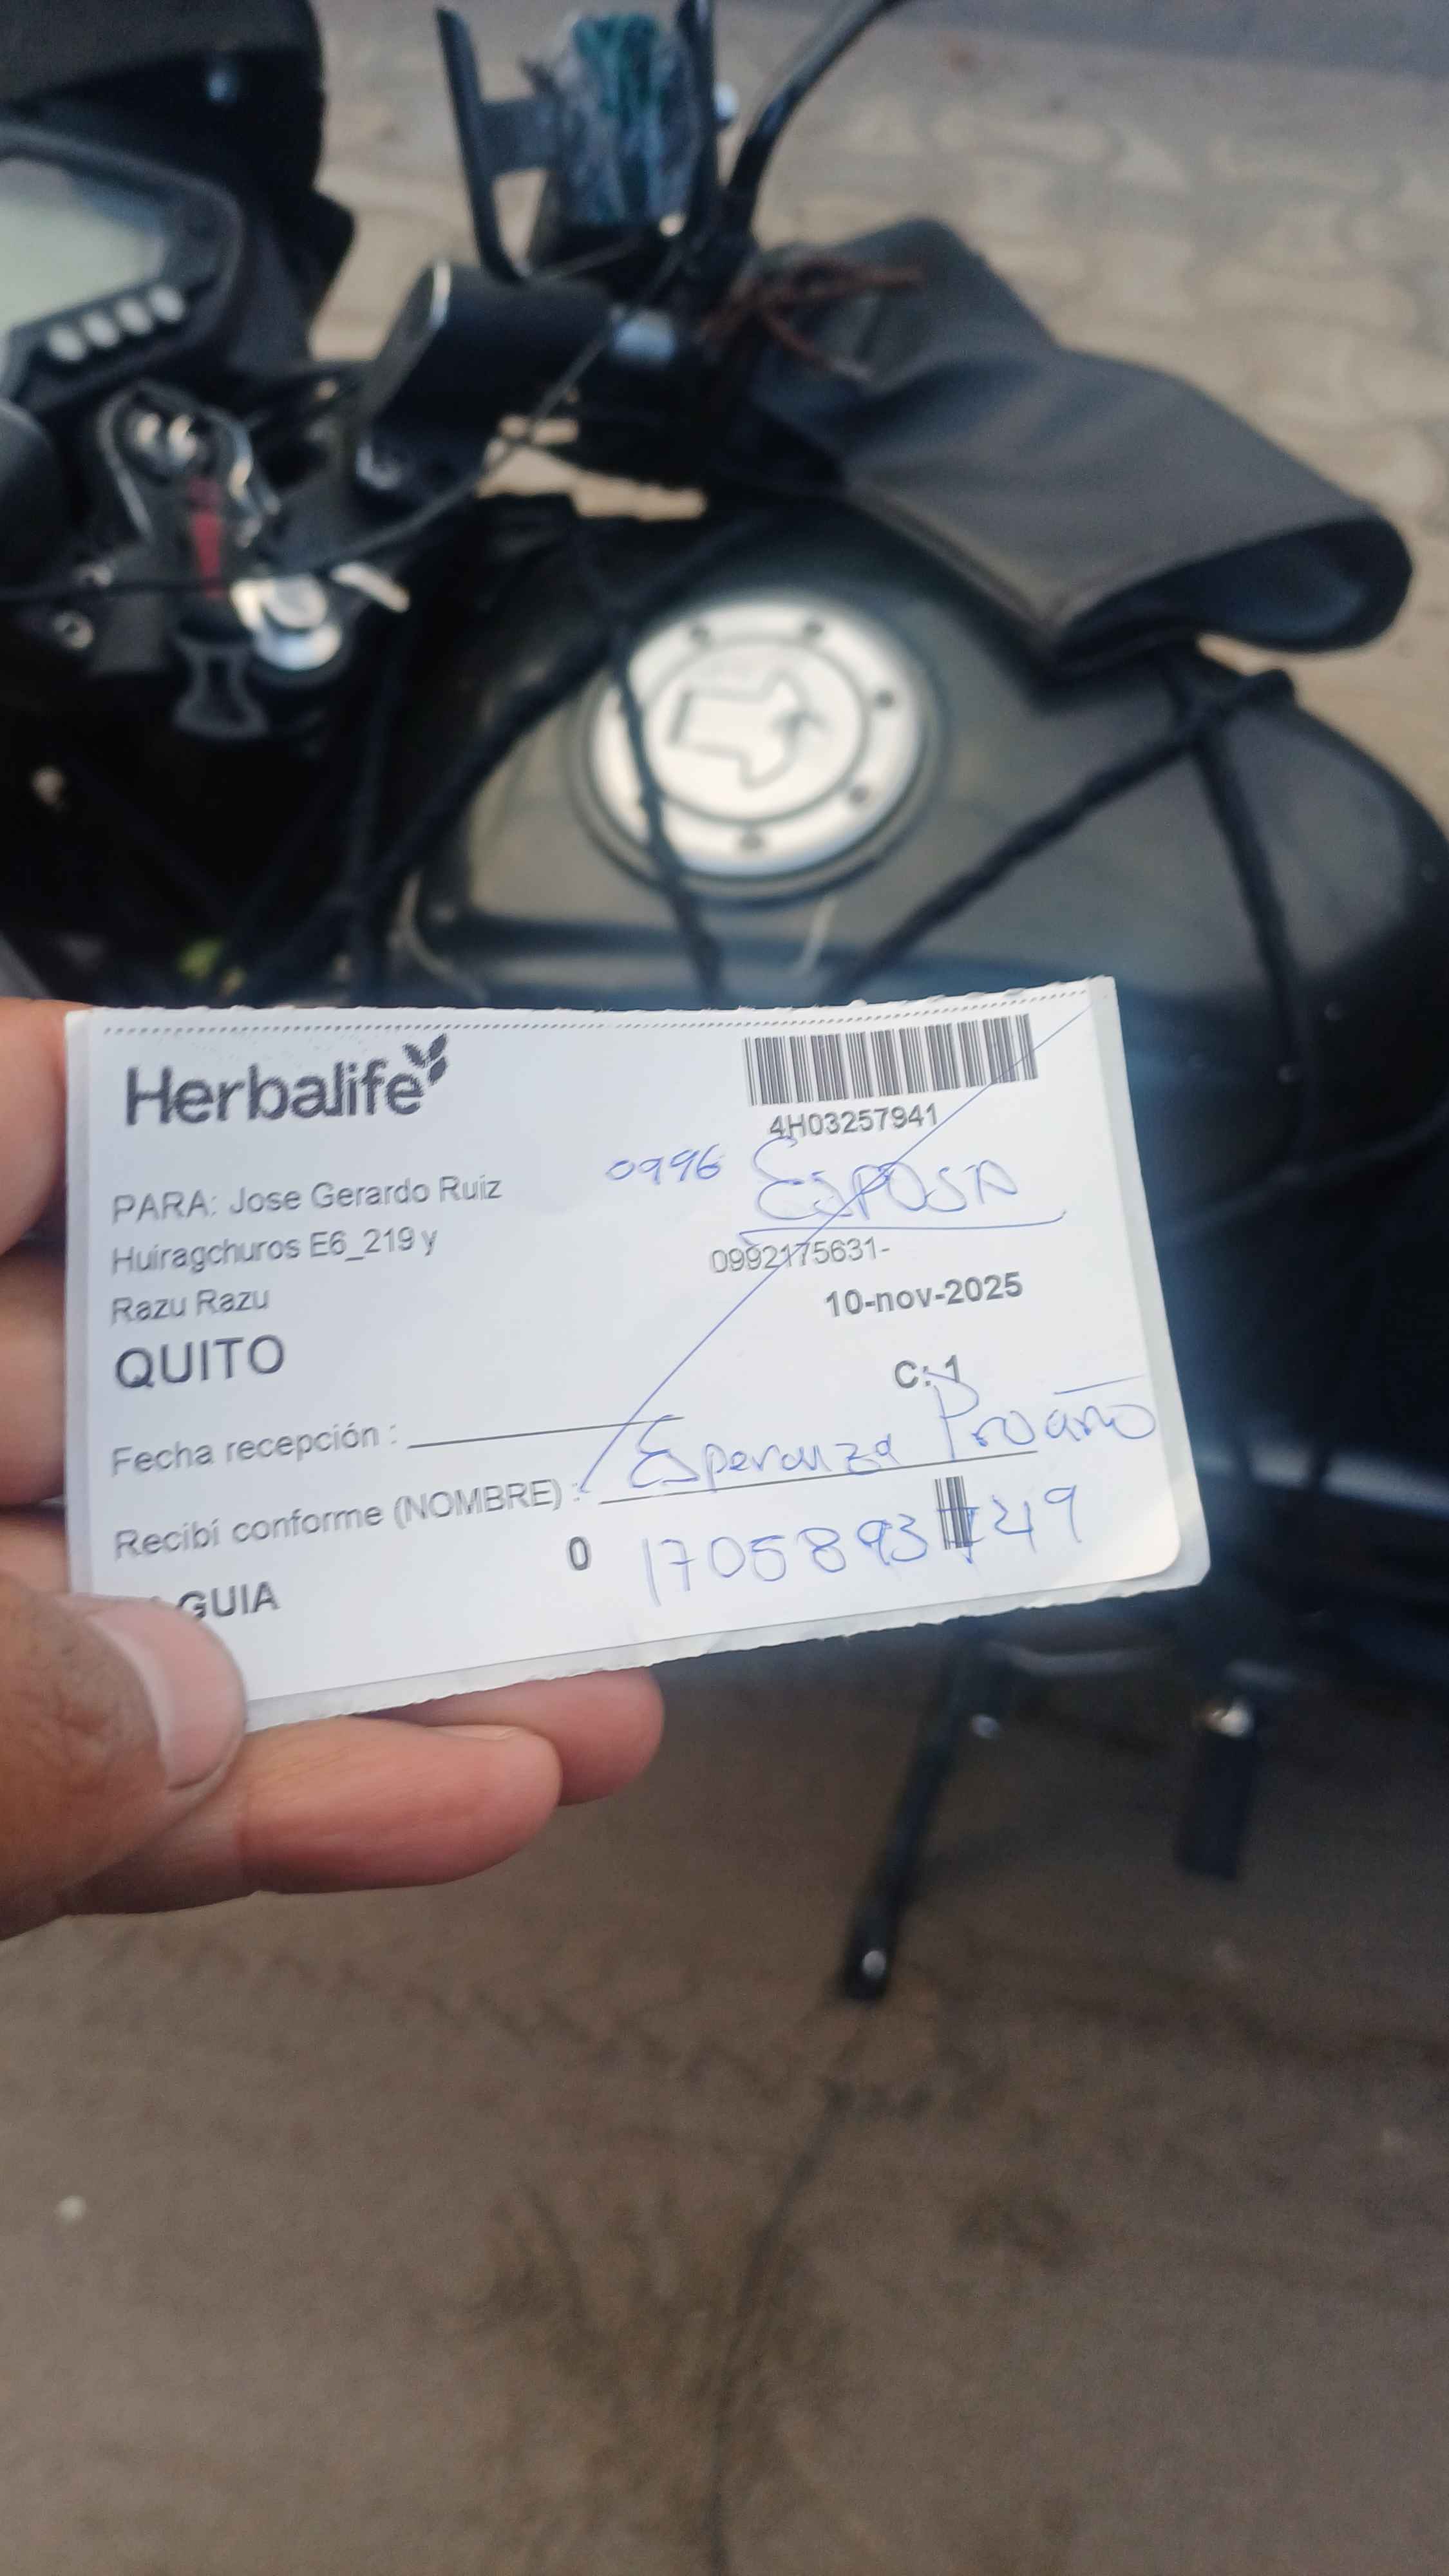 Herbalife
4H03257941
0996 ESPOSA
PARA: Jose Gerardo Ruiz
Huiragchuros E6_219 y
0992175631-
Razu Razu
10-nov-2025
QUITO
C: 1
Fecha recepción :
Recibí conforme (NOMBRE) : Esperanza Proaño
0
GUIA